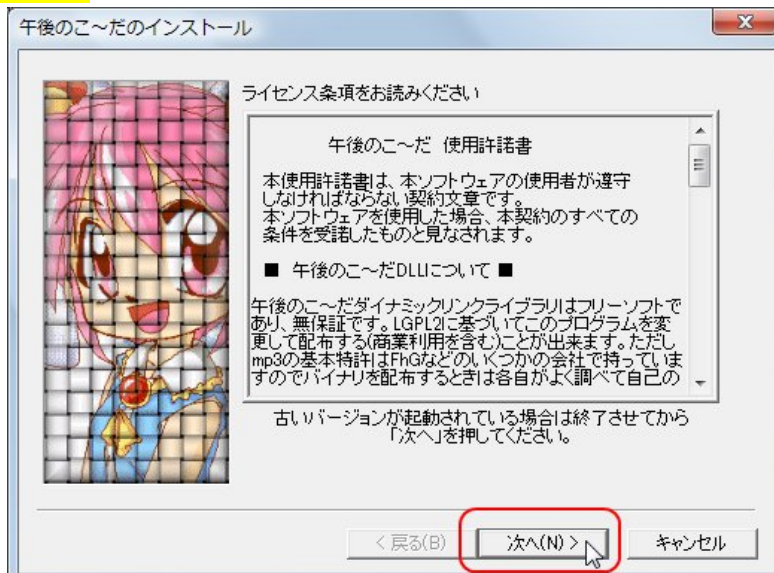 午後のこ～だのインストール
ライセンス条項をお読みください
午後のこ～だ 使用許諾書
本使用許諾書は、本ソフトウェアの使用者が遵守
しなければならない契約文章です。
本ソフトウェアを使用した場合、本契約のすべての
条件を受諾したものと見なされます。
■ 午後のこ～だDLLについて ■
午後のこ～だダイナミックリンクライブラリはフリーソフトで
あり、無保証です。LGPL2に基づいてこのプログラムを変
更して配布する(商業利用を含む)ことが出来ます。ただし
mp3の基本特許はFhGなどのいくつかの会社で持っていま
すのでバイナリを配布するときは各自がよく調べて自己の
古いバージョンが起動されている場合は終了させてから
「次へ」を押してください。
< 戻る(B)
次へ(N) >
キャンセル